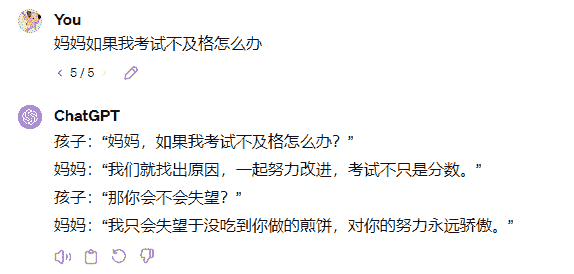 You
妈妈如果我考试不及格怎么办
5 / 5
ChatGPT
孩子：“妈妈，如果我考试不及格怎么办？”
妈妈：“我们就找出原因，一起努力改进，考试不只是分数。”
孩子：“那你会不会失望？”
妈妈：“我只会失望于没吃到你做的煎饼，对你的努力永远骄傲。”